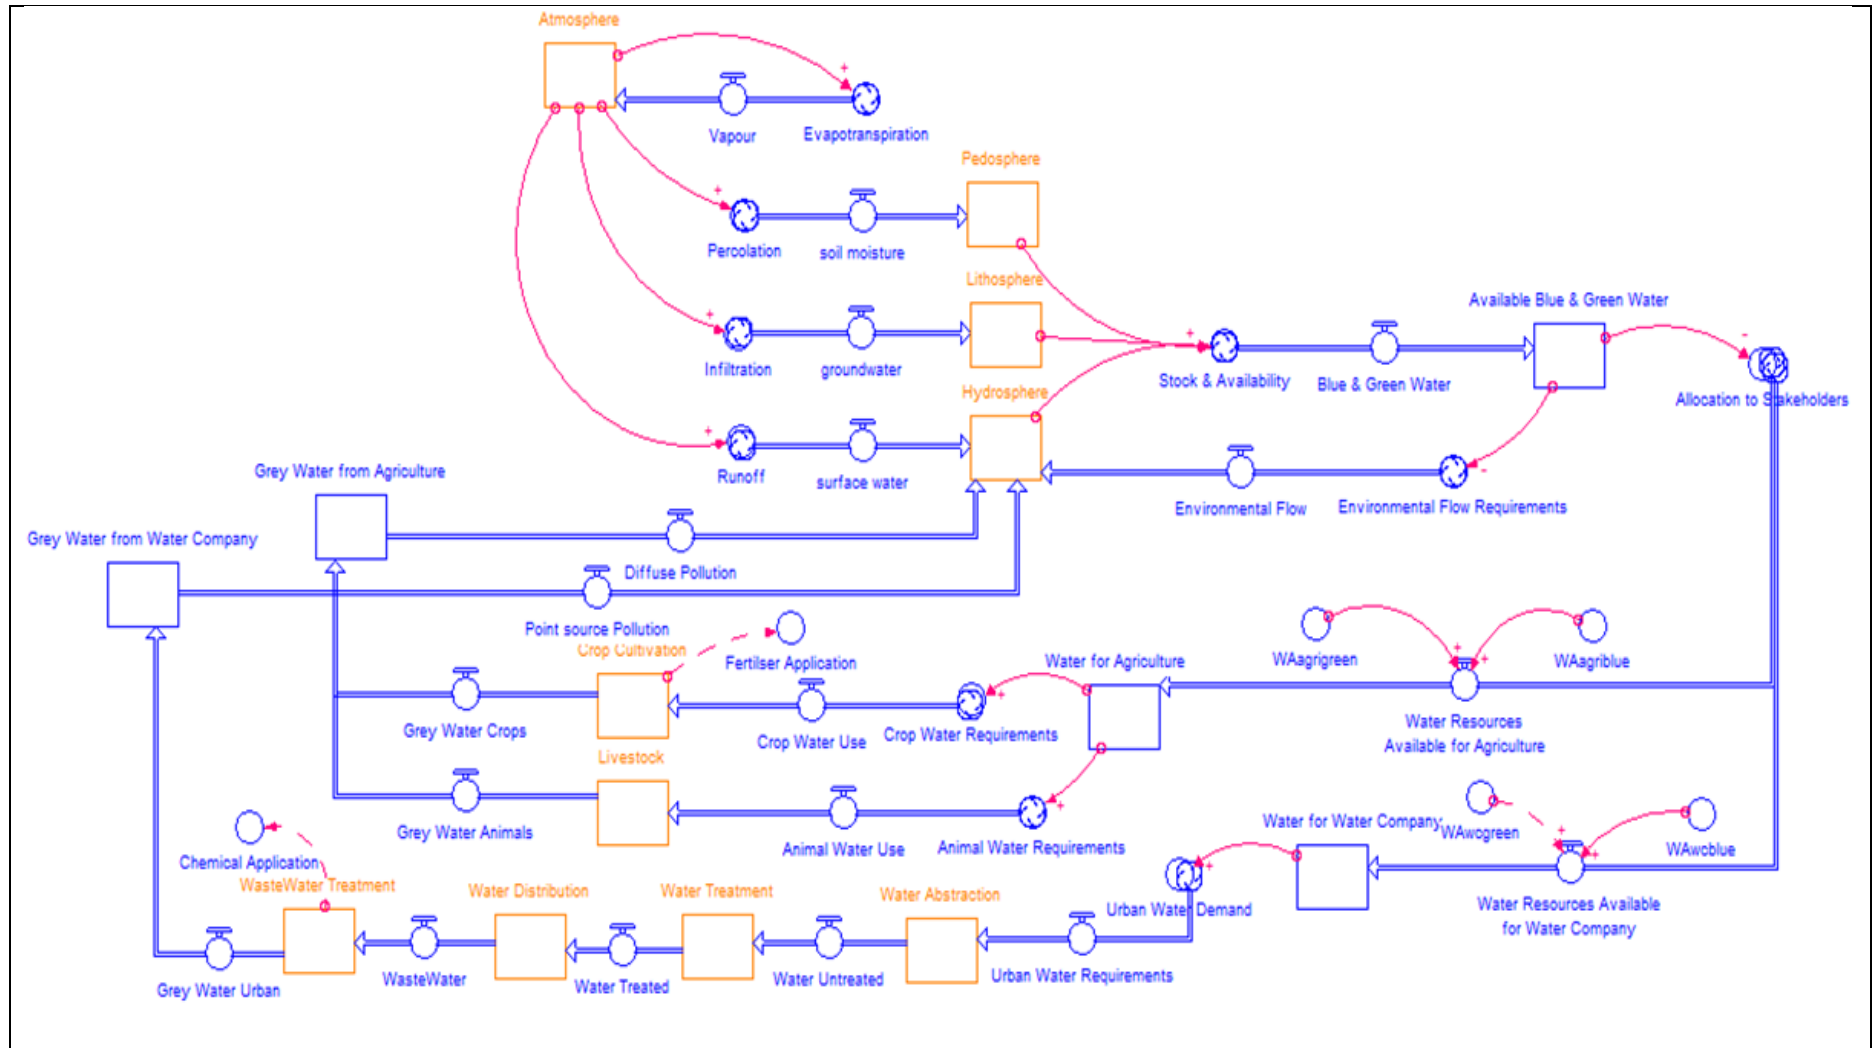 Atmosphere
Vapour
Evapotranspiration
+
Pedosphere
+
Percolation
soil moisture
Lithosphere
+
Infiltration
groundwater
Hydrosphere
+
Stock & Availability
Blue & Green Water
Available Blue & Green Water
-
Allocation to Stakeholders
+
Runoff
surface water
Environmental Flow
-
Environmental Flow Requirements
Grey Water from Agriculture
Grey Water from Water Company
Diffuse Pollution
Point source Pollution
Crop Cultivation
Fertilser Application
Water for Agriculture
WAagrigreen
+
+
WAagriblue
Grey Water Crops
Crop Water Use
+
Crop Water Requirements
Water Resources
Available for Agriculture
Livestock
Grey Water Animals
Animal Water Use
+
Animal Water Requirements
Water for Water Company
WAwcgreen
+
+
WAwcblue
Chemical Application
WasteWater Treatment
Water Distribution
Water Treatment
Water Abstraction
+
Urban Water Demand
Water Resources Available
for Water Company
Grey Water Urban
WasteWater
Water Treated
Water Untreated
Urban Water Requirements